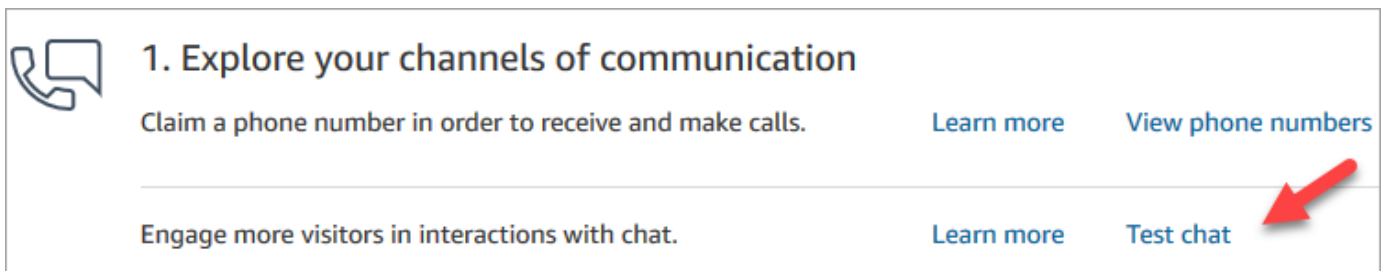 1. Explore your channels of communication
Claim a phone number in order to receive and make calls. Learn more View phone numbers
Engage more visitors in interactions with chat. Learn more Test chat